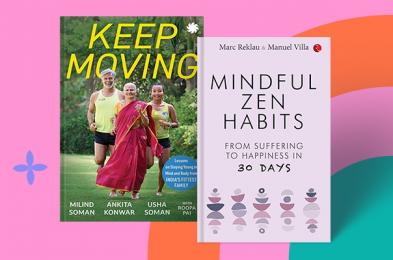 KEEP
MOVING
Lessons
on Staying Young in
Mind and Body from
INDIA'S FITTEST
FAMILY
MILIND
SOMAN
ANKITA
KONWAR
USHA
SOMAN
WITH
ROOPA
PAI
Marc Reklau & Manuel Villa
MINDFUL
ZEN
HABITS
FROM SUFFERING
TO HAPPINESS IN
30 DAYS